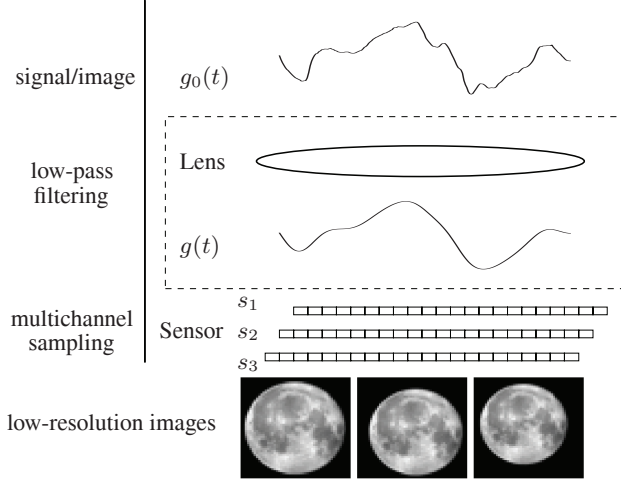 signal/image
g₀(t)
low-pass
filtering
Lens
g(t)
multichannel
sampling
Sensor
s₁
s₂
s₃
low-resolution images